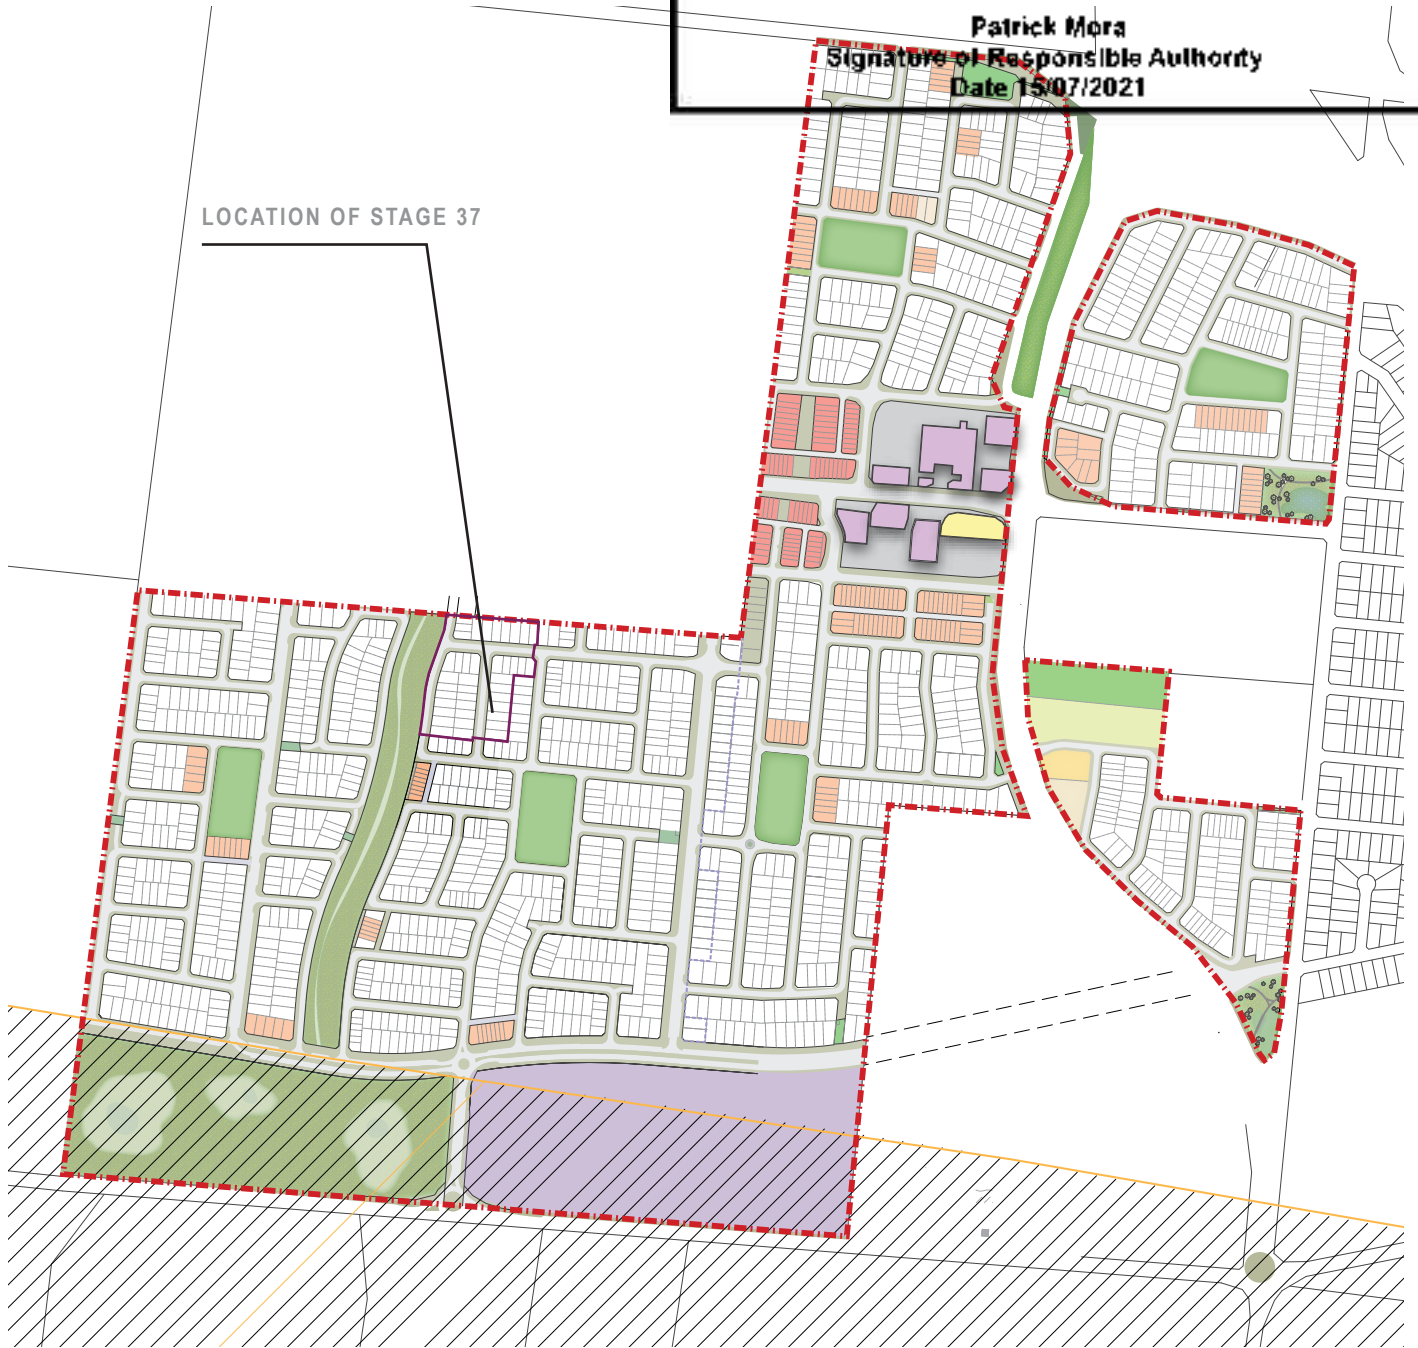 Patrick Mora
Signature of Responsible Authority
Date 15/07/2021
LOCATION OF STAGE 37